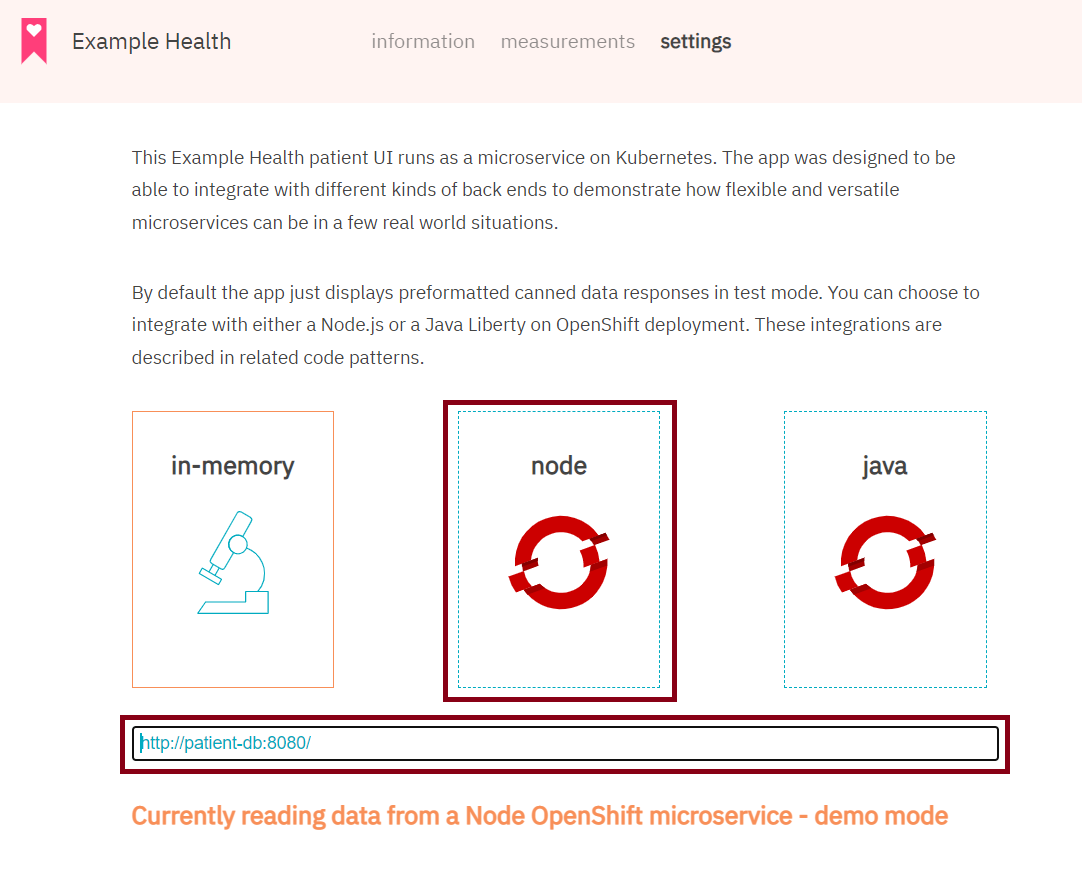 Example Health
information measurements settings
This Example Health patient UI runs as a microservice on Kubernetes. The app was designed to be
able to integrate with different kinds of back ends to demonstrate how flexible and versatile
microservices can be in a few real world situations.
By default the app just displays preformatted canned data responses in test mode. You can choose to
integrate with either a Node.js or a Java Liberty on OpenShift deployment. These integrations are
described in related code patterns.
in-memory
node
java
http://patient-db:8080/
Currently reading data from a Node OpenShift microservice - demo mode